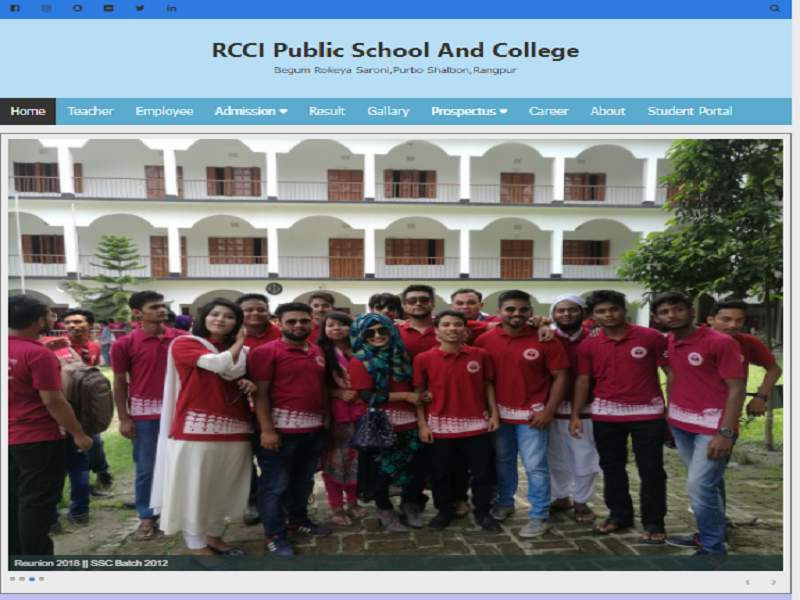 RCCI Public School And College
Begum Rokeya Saroni,Purbo Shalbon,Rangpur
Home Teacher Employee Admission Result Gallary Prospectus Career About Student Portal
Reunion 2018 || SSC Batch 2012